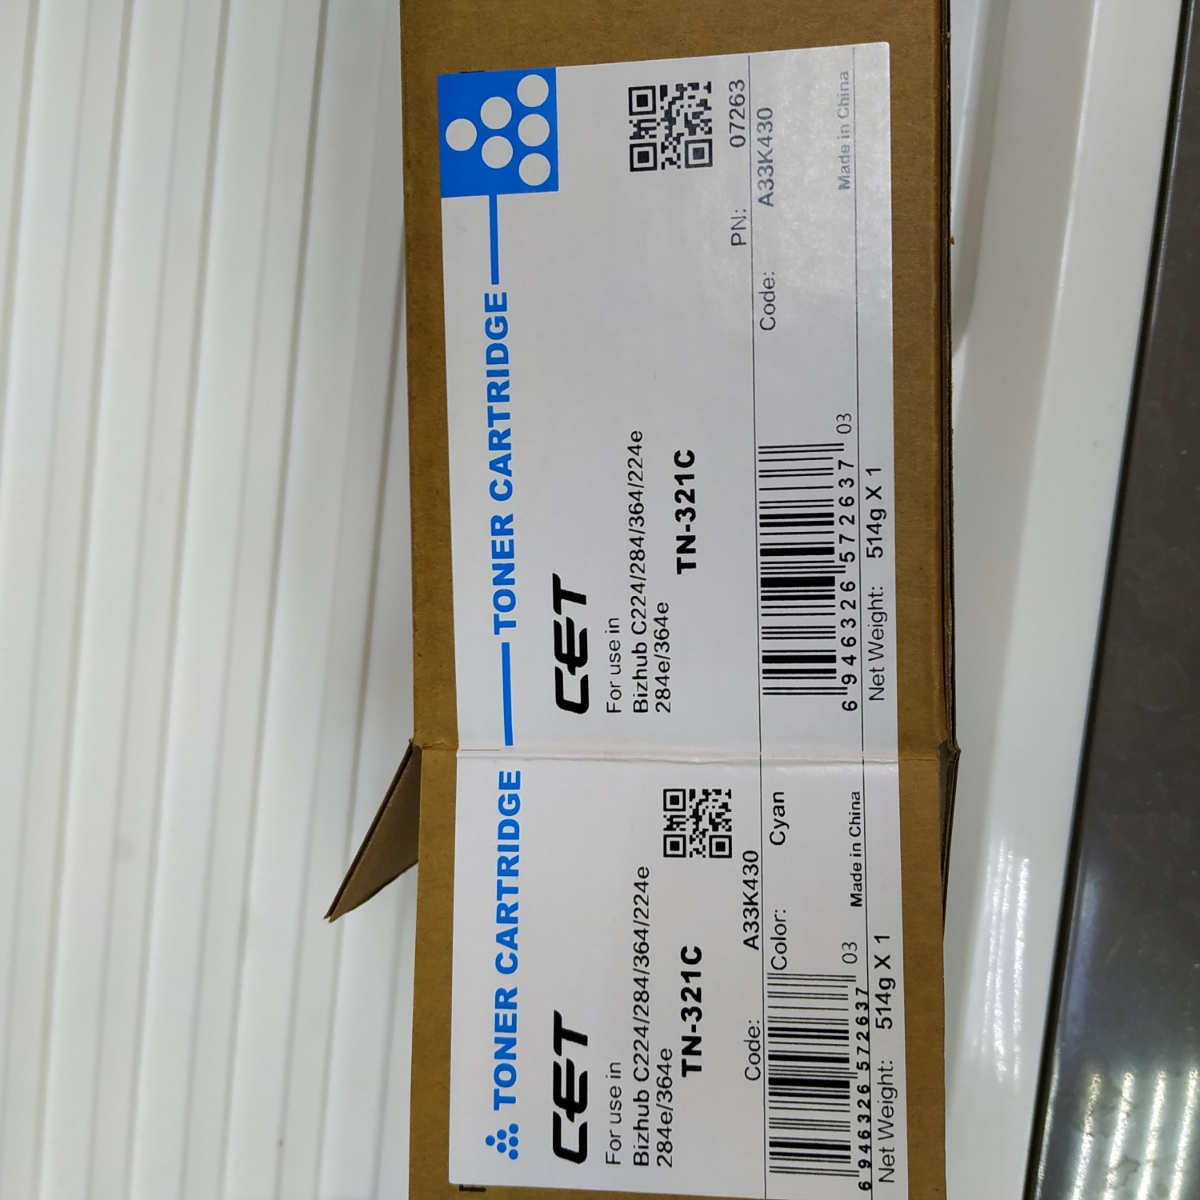 TONER CARTRIDGE
CET
For use in
Bizhub C224/284/364/224e
284e/364e
TN-321C
Code: A33K430
Color: Cyan
6 946326 572637 03
Made in China
Net Weight: 514g X 1
TONER CARTRIDGE
CET
For use in
Bizhub C224/284/364/224e
284e/364e
TN-321C
PN: 07263
Code: A33K430
6 946326 572637 03
Made in China
Net Weight: 514g X 1